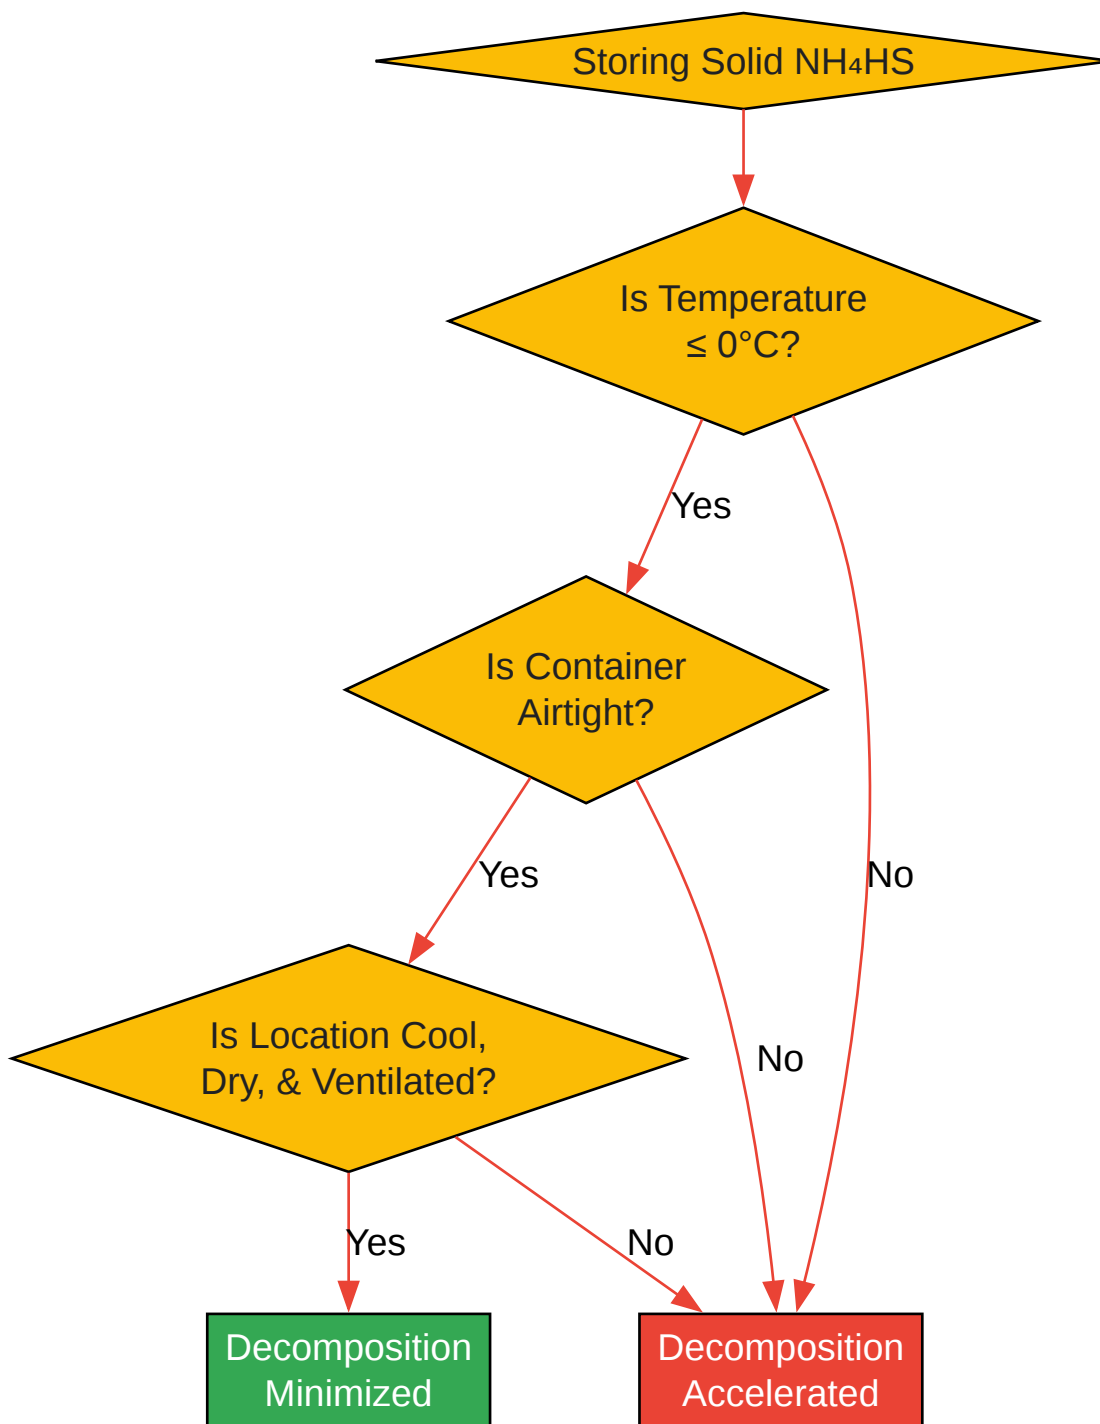 Storing Solid NH₄HS
Is Temperature
≤ 0°C?
Yes
Is Container
Airtight?
Yes
No
Is Location Cool,
Dry, & Ventilated?
No
Yes
No
Decomposition
Minimized
Decomposition
Accelerated